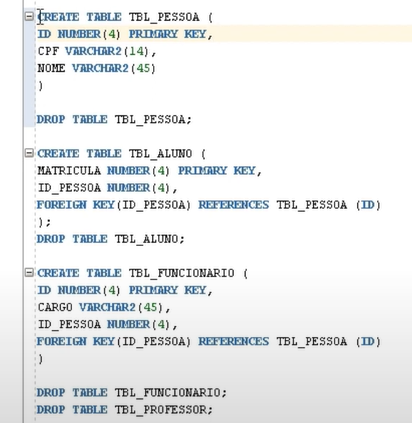 CREATE TABLE TBL_PESSOA (
ID NUMBER(4) PRIMARY KEY,
CPF VARCHAR2(14),
NOME VARCHAR2(45)
)
DROP TABLE TBL_PESSOA;
CREATE TABLE TBL_ALUNO (
MATRICULA NUMBER(4) PRIMARY KEY,
ID_PESSOA NUMBER(4),
FOREIGN KEY(ID_PESSOA) REFERENCES TBL_PESSOA (ID)
);
DROP TABLE TBL_ALUNO;
CREATE TABLE TBL_FUNCIONARIO (
ID NUMBER(4) PRIMARY KEY,
CARGO VARCHAR2(45),
ID_PESSOA NUMBER(4),
FOREIGN KEY(ID_PESSOA) REFERENCES TBL_PESSOA (ID)
)
DROP TABLE TBL_FUNCIONARIO;
DROP TABLE TBL_PROFESSOR;